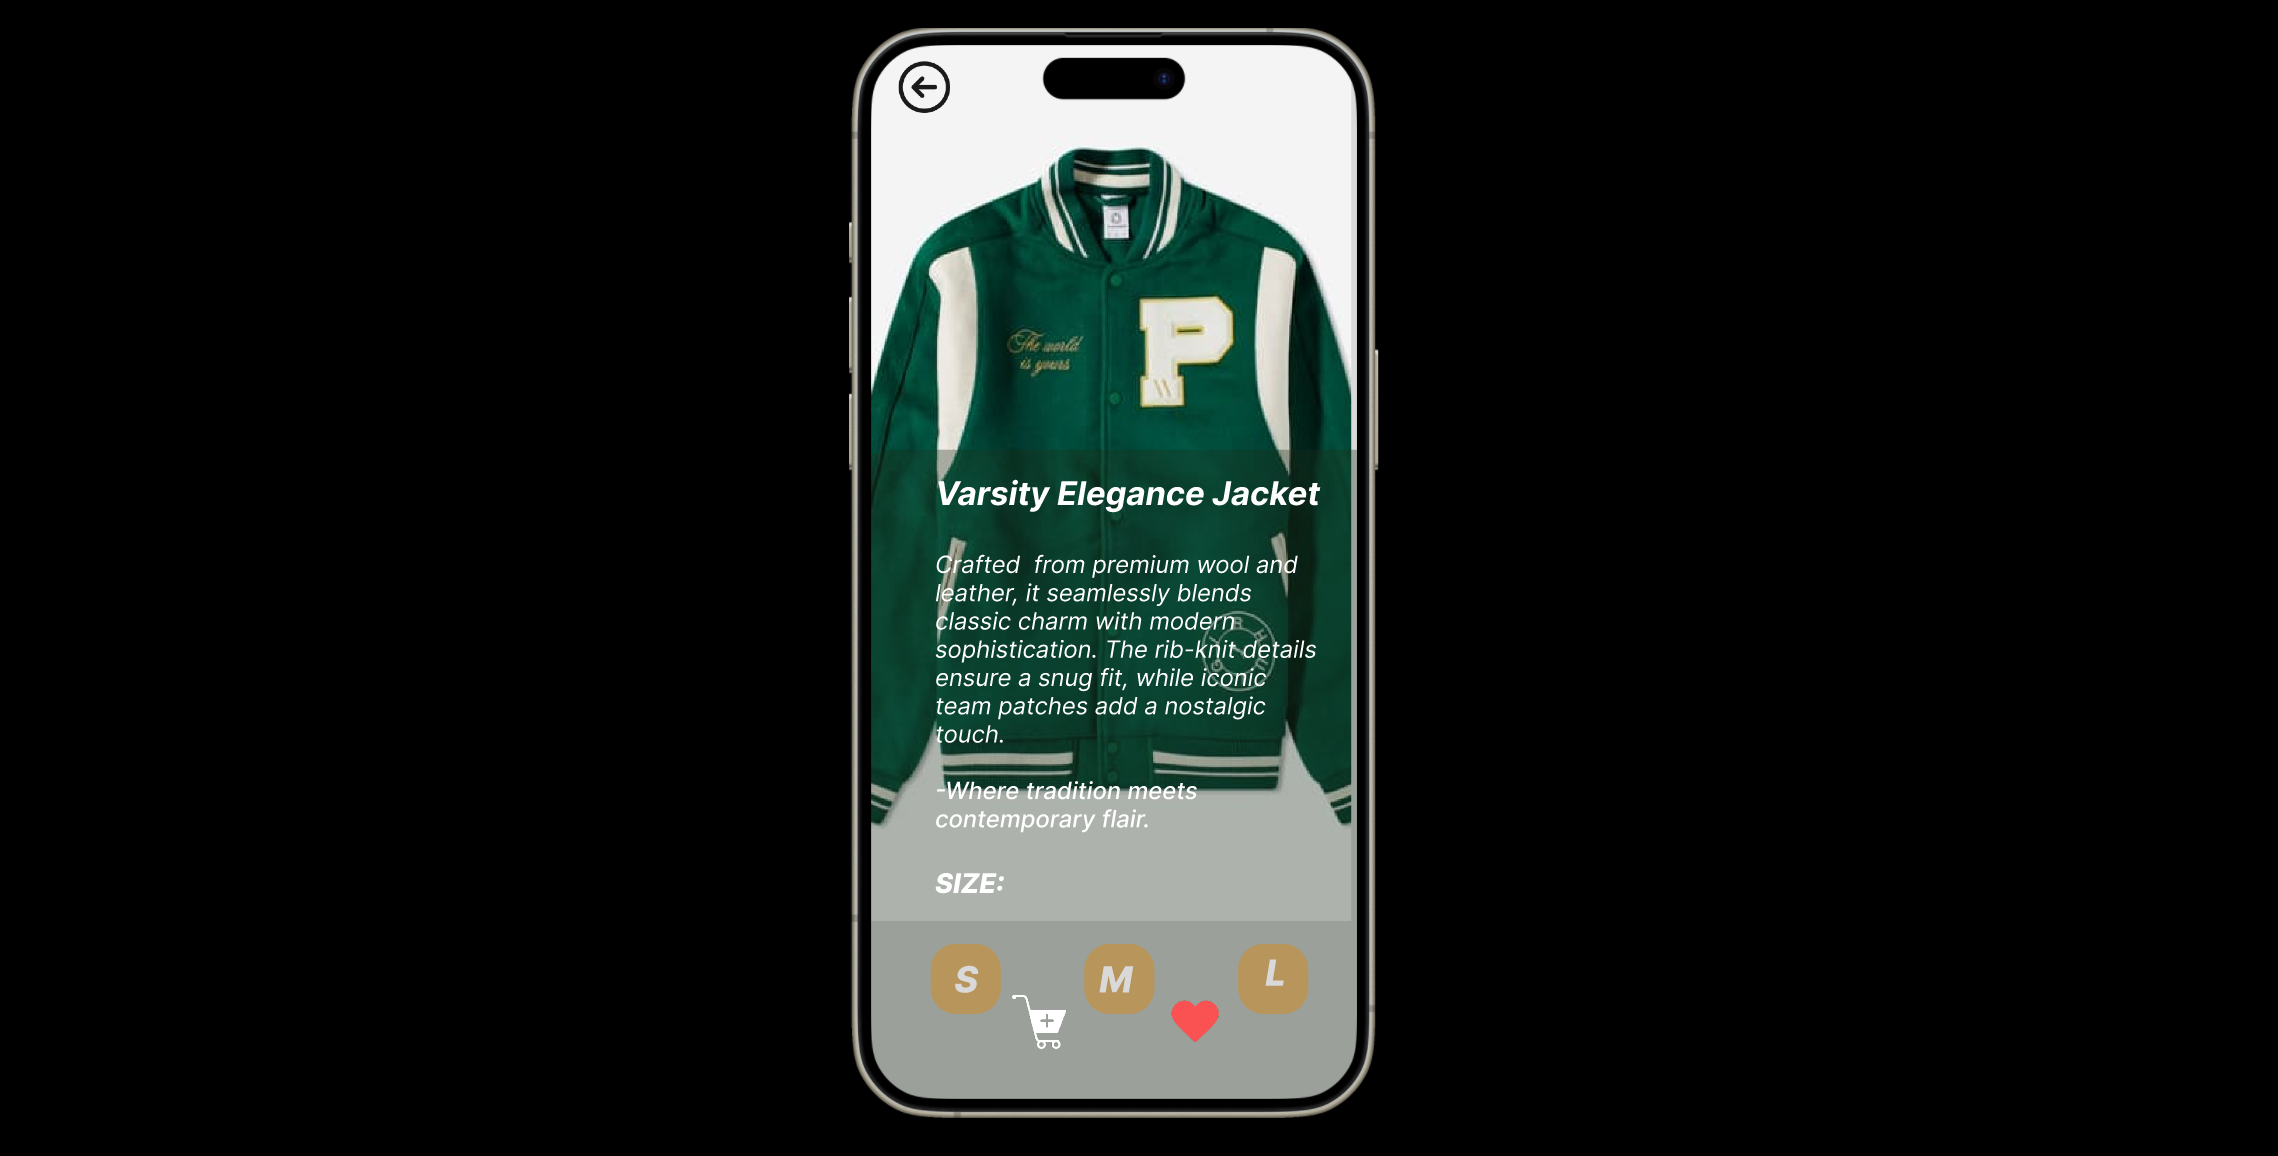 The world
is yours
P
W
Varsity Elegance Jacket
Crafted  from premium wool and
leather, it seamlessly blends
classic charm with modern
sophistication. The rib-knit details
ensure a snug fit, while iconic
team patches add a nostalgic
touch.
-Where tradition meets
contemporary flair.
SIZE:
S
M
L